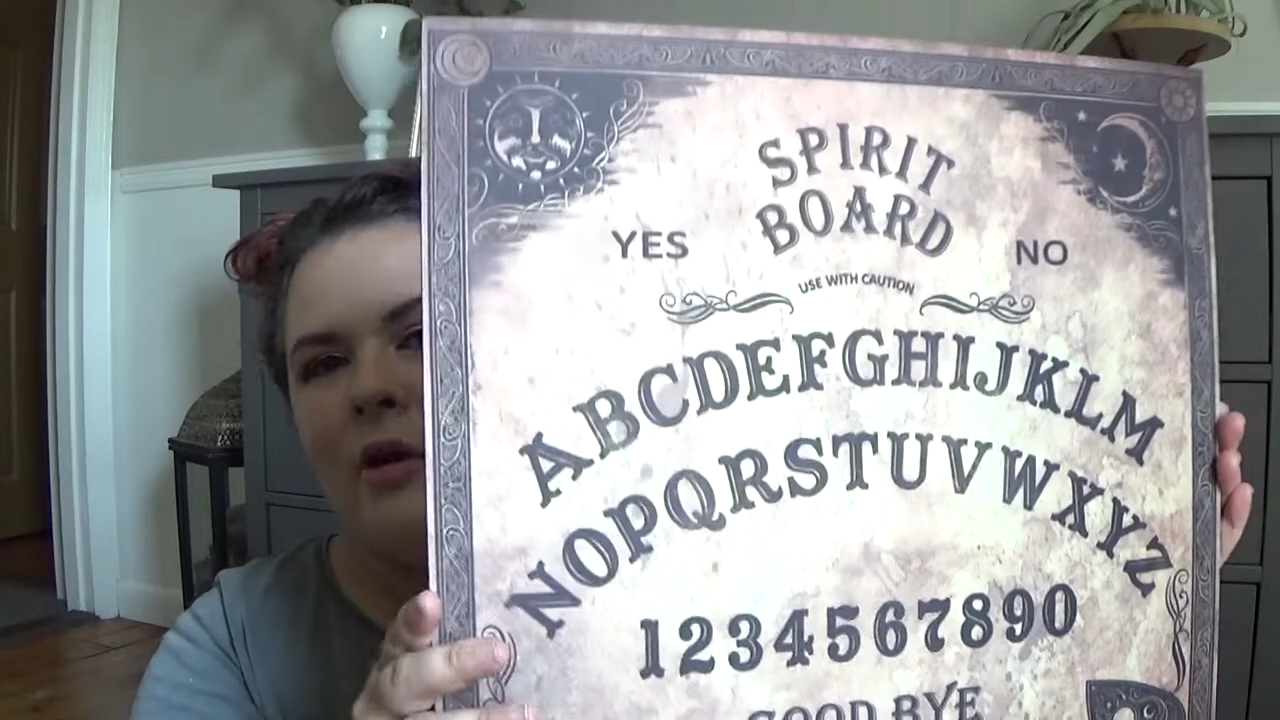 SPIRIT
BOARD
YES
NO
USE WITH CAUTION
ABCDEFGHIJKLM
NOPQRSTUVWXYZ
1234567890
GOOD BYE